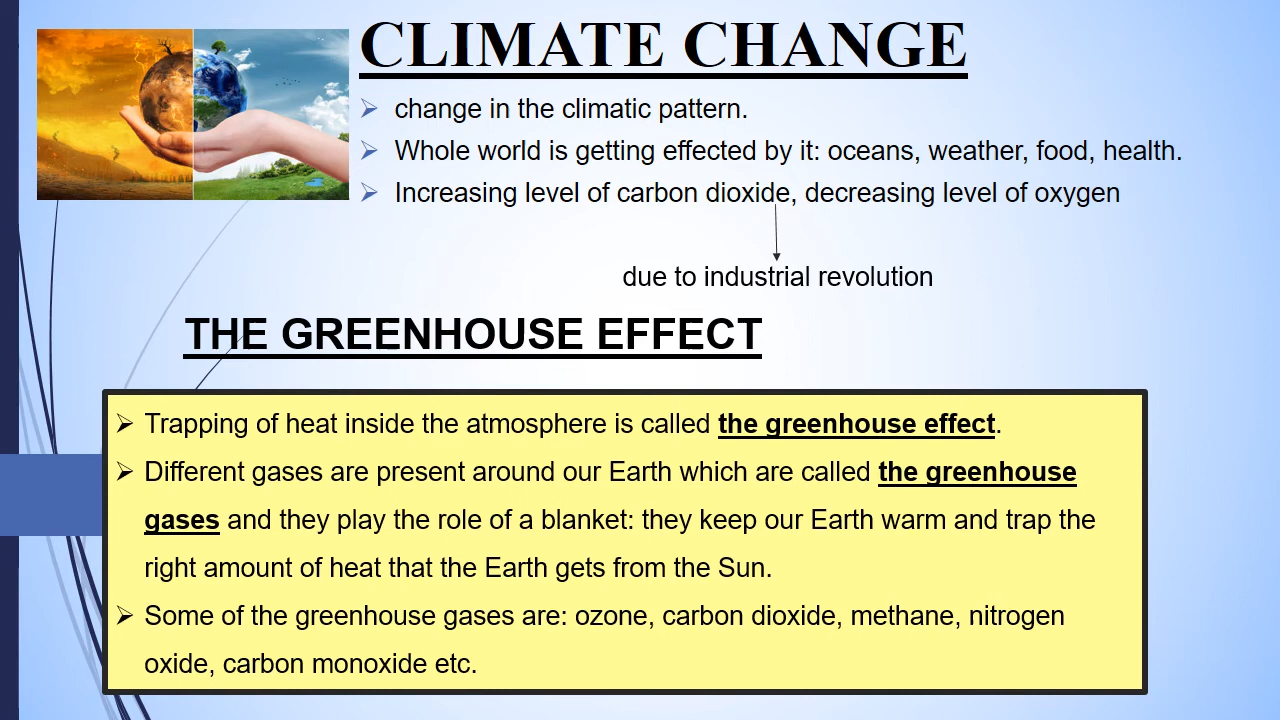 CLIMATE CHANGE
➢ change in the climatic pattern.
➢ Whole world is getting effected by it: oceans, weather, food, health.
➢ Increasing level of carbon dioxide, decreasing level of oxygen
due to industrial revolution
THE GREENHOUSE EFFECT
➢ Trapping of heat inside the atmosphere is called the greenhouse effect.
➢ Different gases are present around our Earth which are called the greenhouse
gases and they play the role of a blanket: they keep our Earth warm and trap the
right amount of heat that the Earth gets from the Sun.
➢ Some of the greenhouse gases are: ozone, carbon dioxide, methane, nitrogen
oxide, carbon monoxide etc.